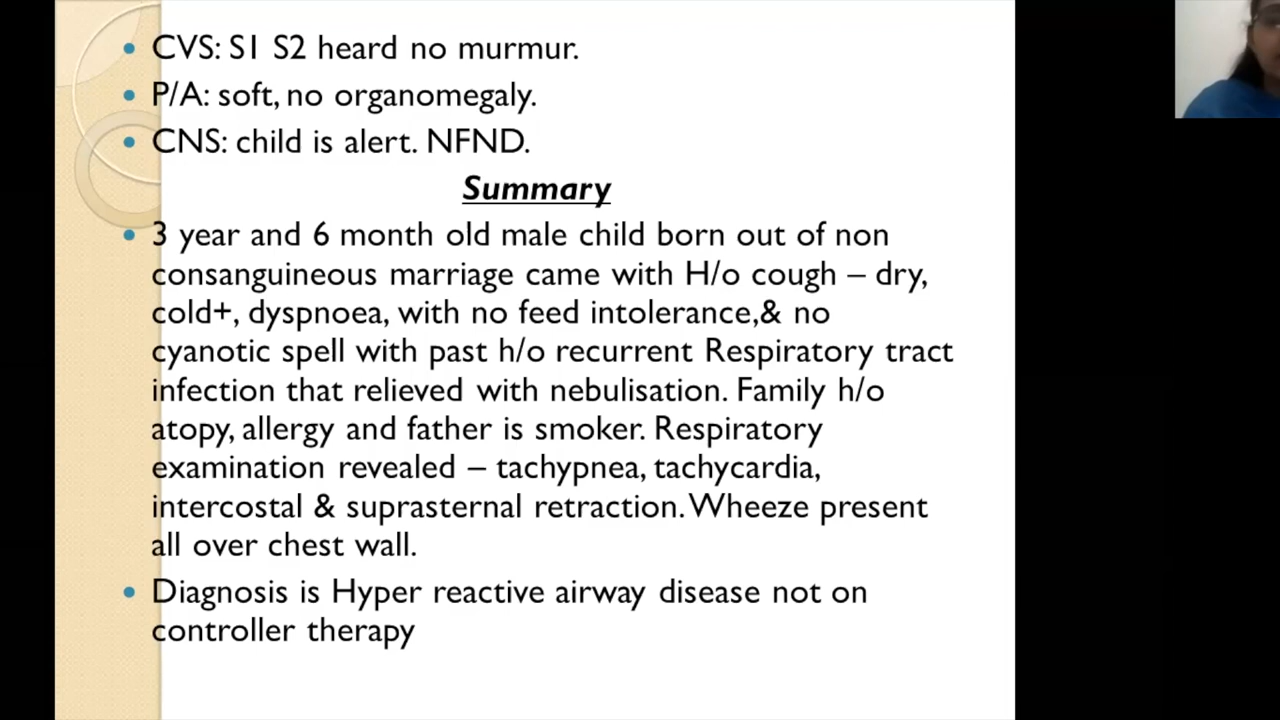 CVS: S1 S2 heard no murmur.
P/A: soft, no organomegaly.
CNS: child is alert. NFND.
Summary
3 year and 6 month old male child born out of non
consanguineous marriage came with H/o cough – dry,
cold+, dyspnoea, with no feed intolerance,& no
cyanotic spell with past h/o recurrent Respiratory tract
infection that relieved with nebulisation. Family h/o
atopy, allergy and father is smoker. Respiratory
examination revealed – tachypnea, tachycardia,
intercostal & suprasternal retraction. Wheeze present
all over chest wall.
Diagnosis is Hyper reactive airway disease not on
controller therapy